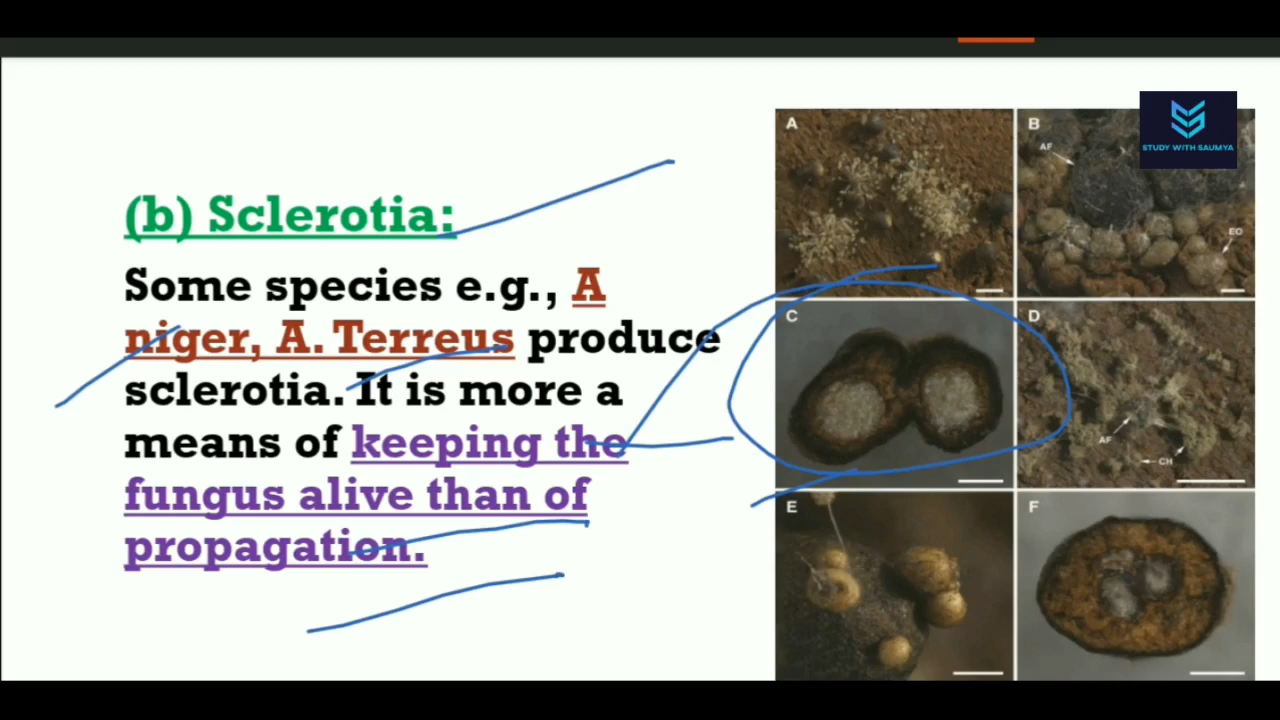 (b) Sclerotia:
Some species e.g., A
niger, A. Terreus produce
sclerotia. It is more a
means of keeping the
fungus alive than of
propagation.
A
B
AF
EO
C
D
AF
CH
E
F
STUDY WITH SAUMYA